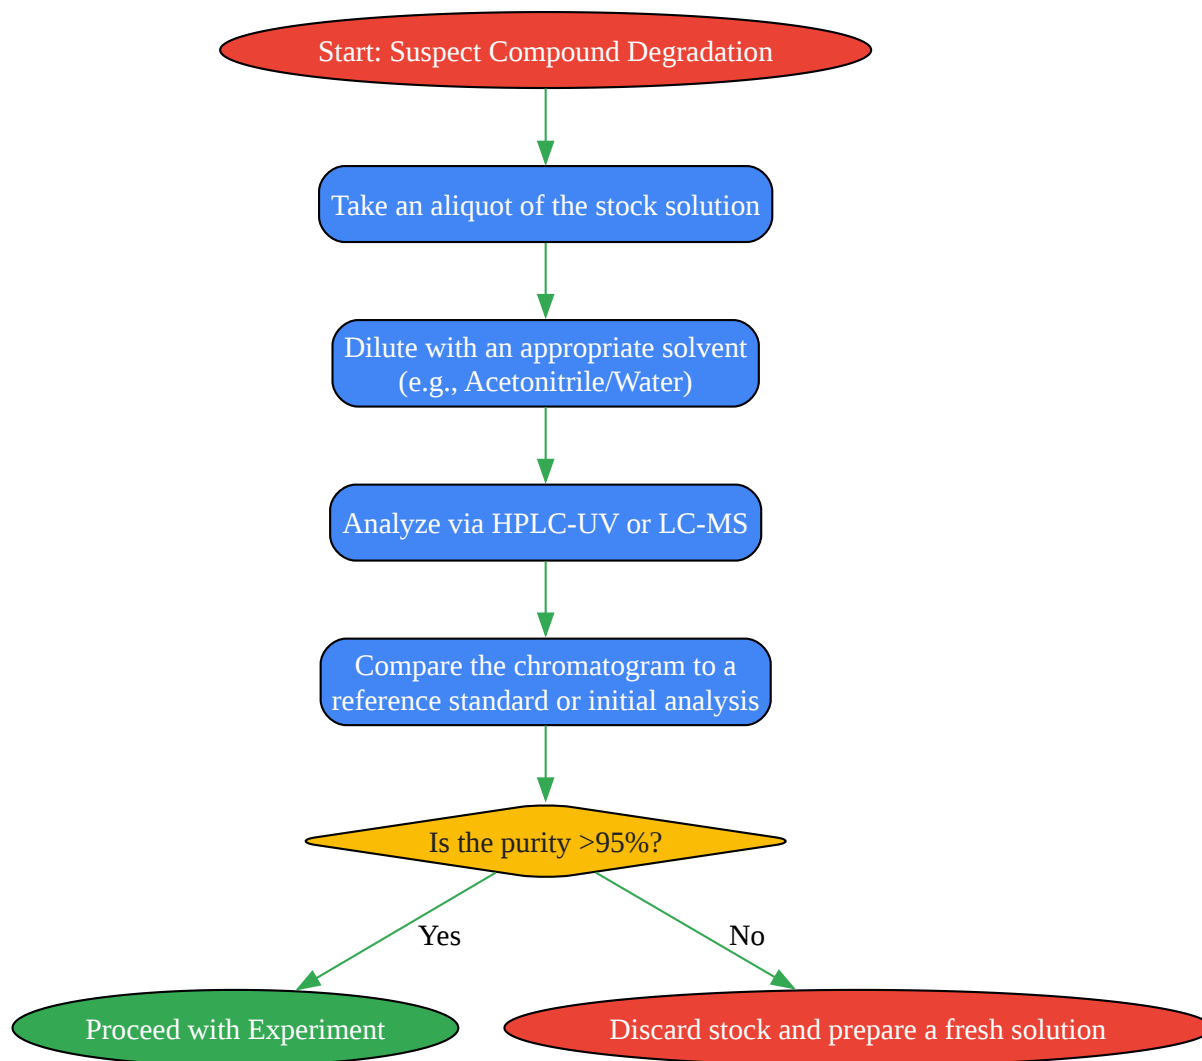 Start: Suspect Compound Degradation
Take an aliquot of the stock solution
Dilute with an appropriate solvent
(e.g., Acetonitrile/Water)
Analyze via HPLC-UV or LC-MS
Compare the chromatogram to a
reference standard or initial analysis
Is the purity >95%?
Yes
No
Proceed with Experiment
Discard stock and prepare a fresh solution